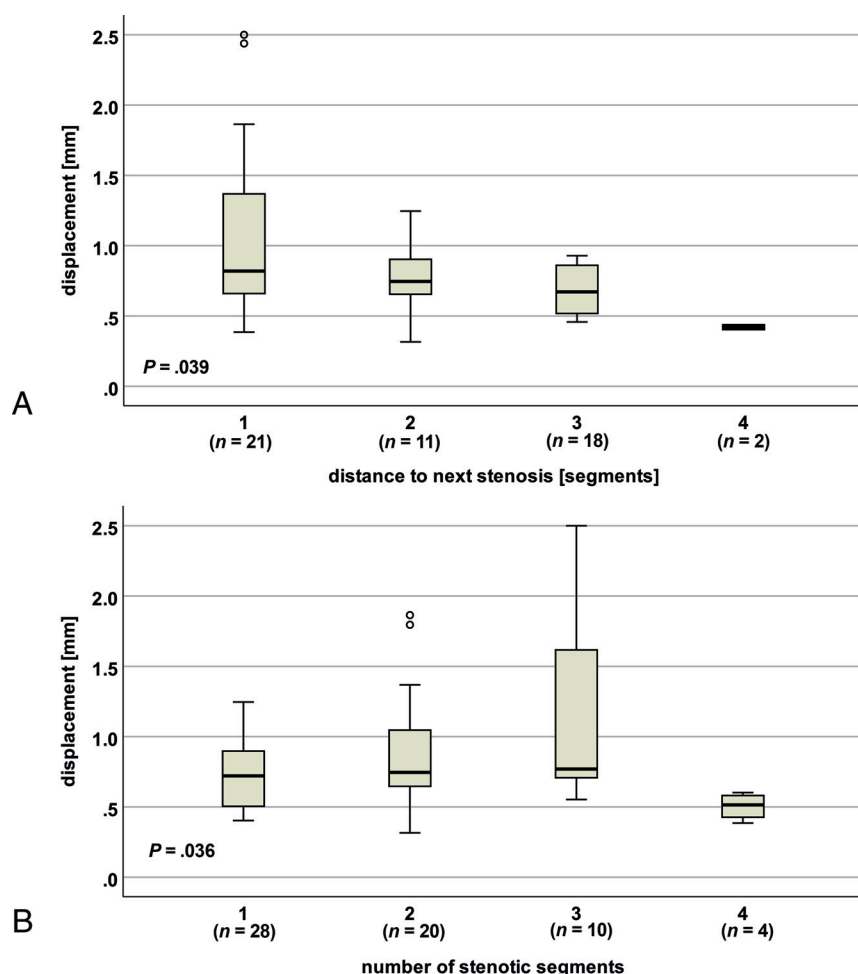 2.5
2.0
1.5
1.0
.5
.0
displacement [mm]
P = .039
A
1 2 3 4
(n = 21) (n = 11) (n = 18) (n = 2)
distance to next stenosis [segments]
2.5
2.0
1.5
1.0
.5
.0
displacement [mm]
P = .036
B
1 2 3 4
(n = 28) (n = 20) (n = 10) (n = 4)
number of stenotic segments